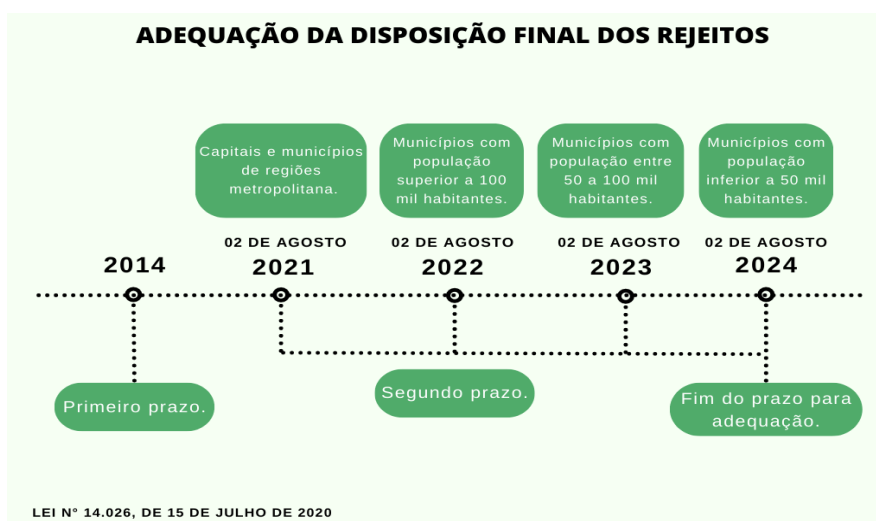 ADEQUAÇÃO DA DISPOSIÇÃO FINAL DOS REJEITOS
Capitais e municípios
de regiões
metropolitana.
Municípios com
população
superior a 100
mil habitantes.
Municípios com
população entre
50 a 100 mil
habitantes.
Municípios com
população
inferior a 50 mil
habitantes.
2014
02 DE AGOSTO
2021
02 DE AGOSTO
2022
02 DE AGOSTO
2023
02 DE AGOSTO
2024
Primeiro prazo.
Segundo prazo.
Fim do prazo para
adequação.
LEI N° 14.026, DE 15 DE JULHO DE 2020